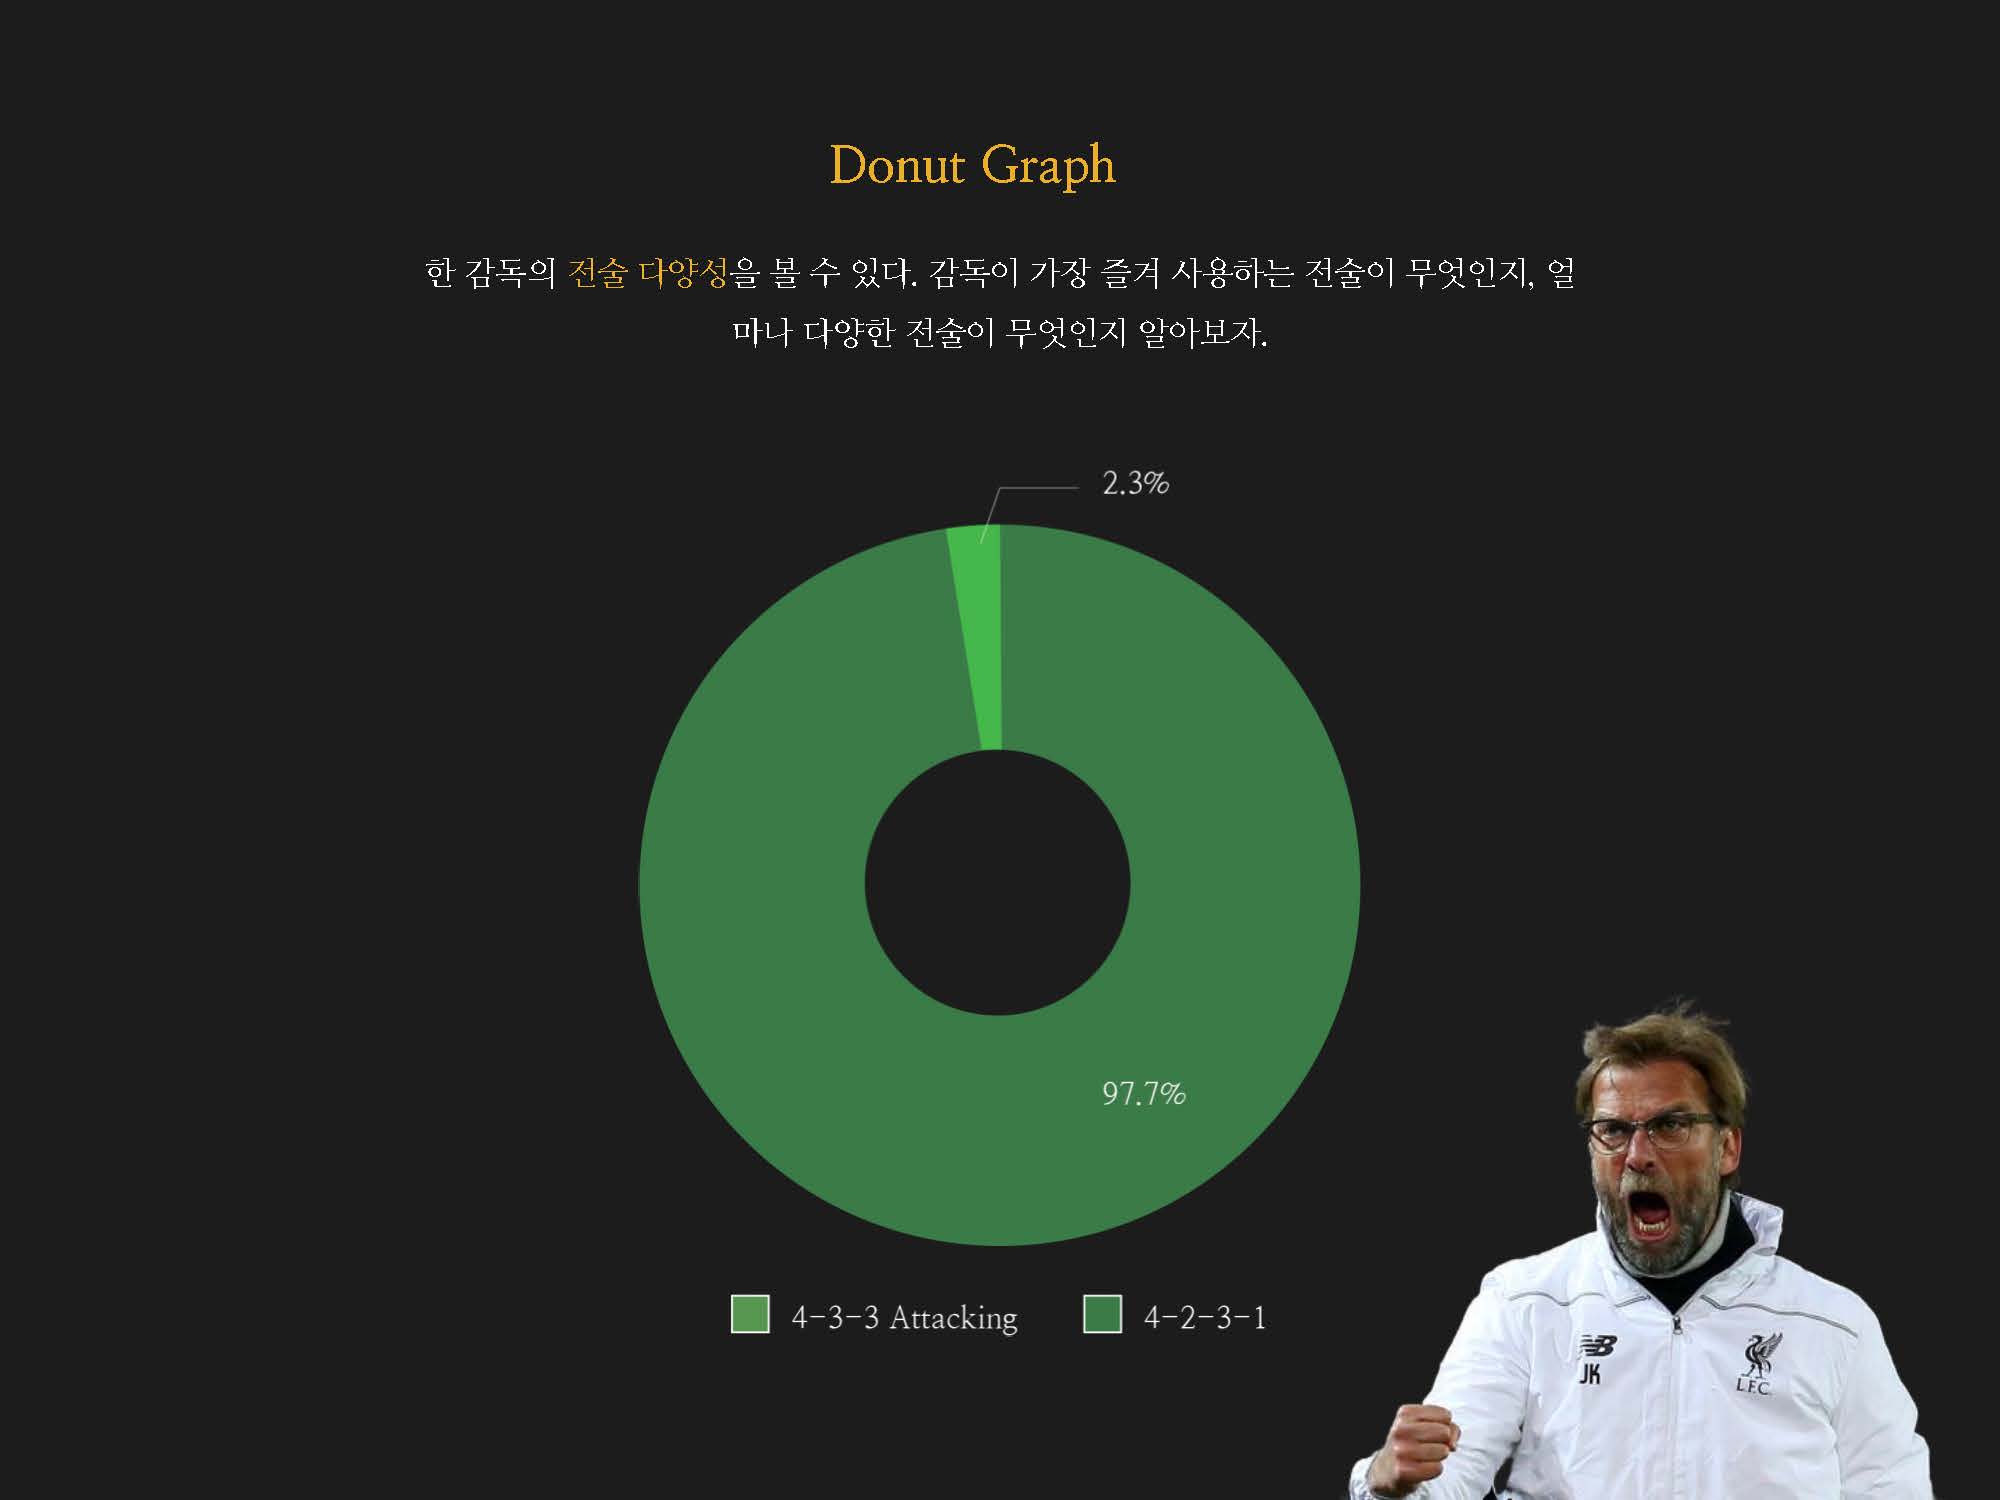 Donut Graph
한 감독의 전술 다양성을 볼 수 있다. 감독이 가장 즐겨 사용하는 전술이 무엇인지, 얼
마나 다양한 전술이 무엇인지 알아보자.
2.3%
97.7%
4-3-3 Attacking
4-2-3-1
NB
JK
L.F.C.